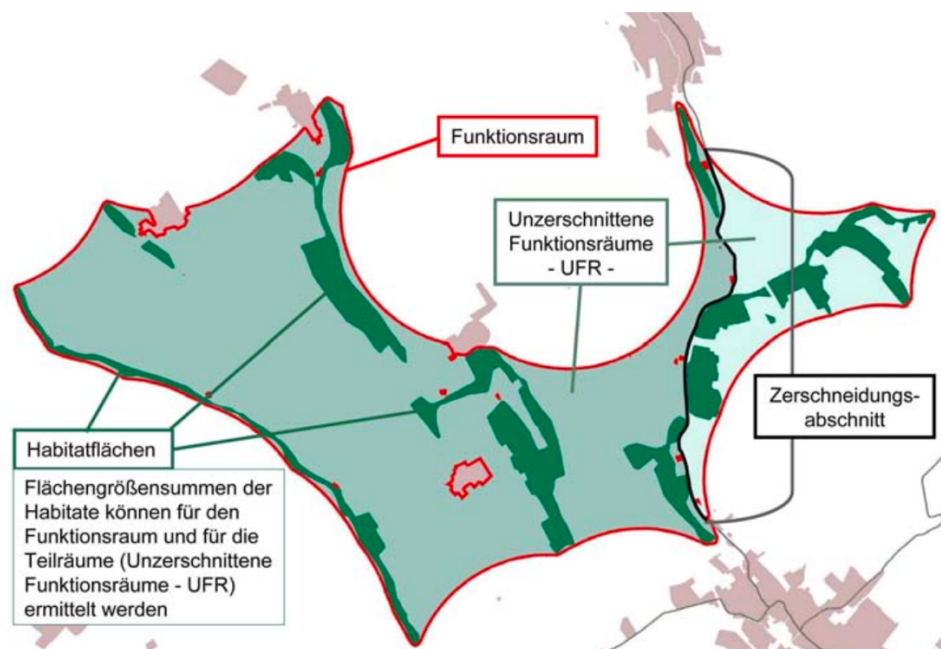 Funktionsraum
Unzerschnittene
Funktionsräume
- UFR -
Zerschneidungs-
abschnitt
Habitatflächen
Flächengrößensummen der
Habitate können für den
Funktionsraum und für die
Teilräume (Unzerschnittene
Funktionsräume - UFR)
ermittelt werden